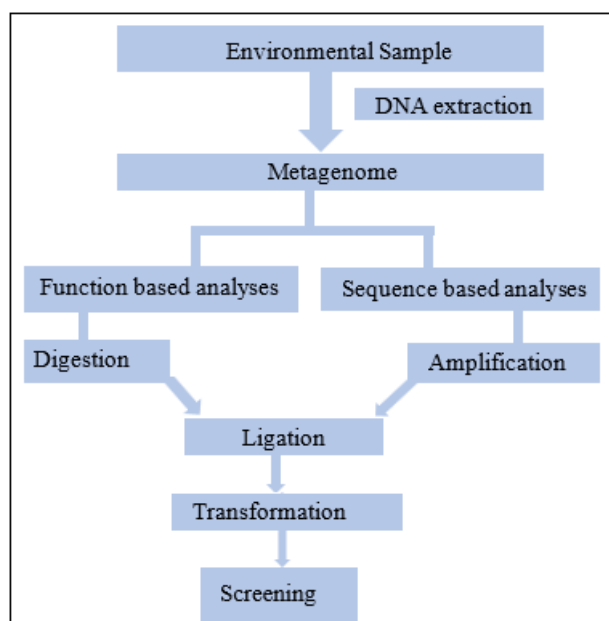 Environmental Sample
DNA extraction
Metagenome
Function based analyses
Sequence based analyses
Digestion
Amplification
Ligation
Transformation
Screening